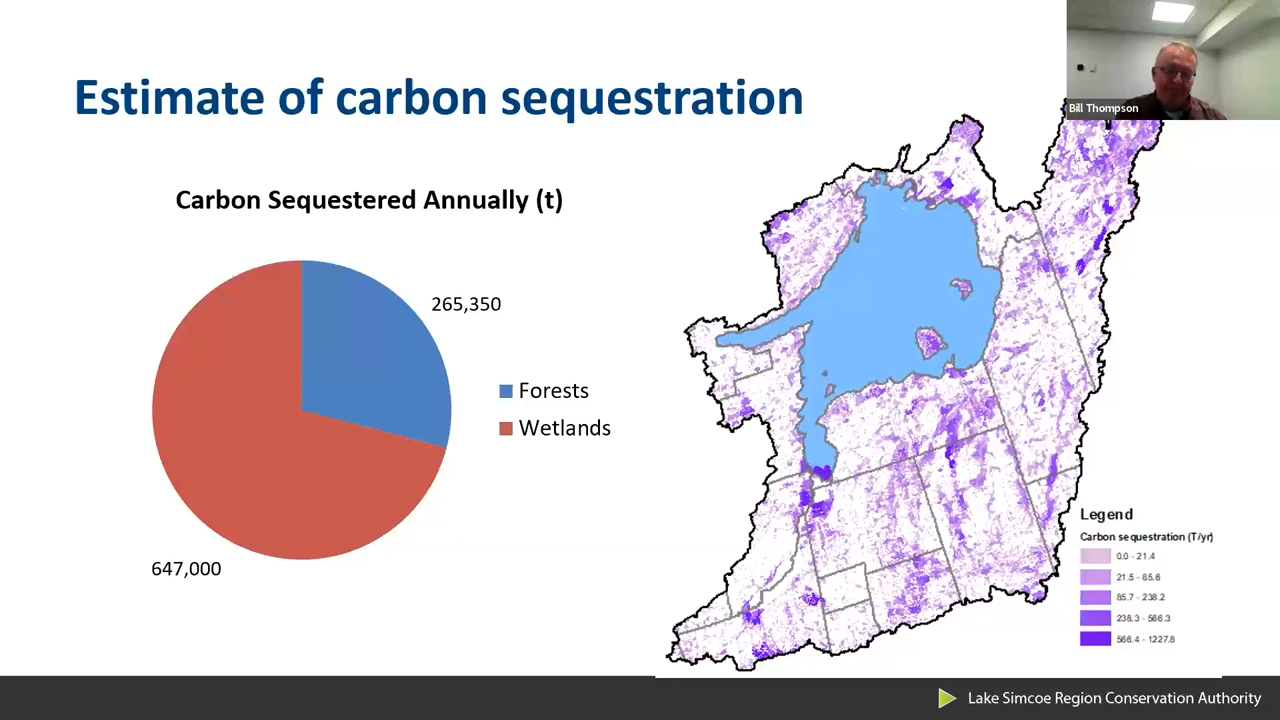 Bill Thompson
Estimate of carbon sequestration
Carbon Sequestered Annually (t)
265,350
Forests
Wetlands
647,000
Legend
Carbon sequestration (T/yr)
0.0 - 21.4
21.5 - 85.6
85.7 - 238.2
238.3 - 566.3
566.4 - 1227.8
Lake Simcoe Region Conservation Authority